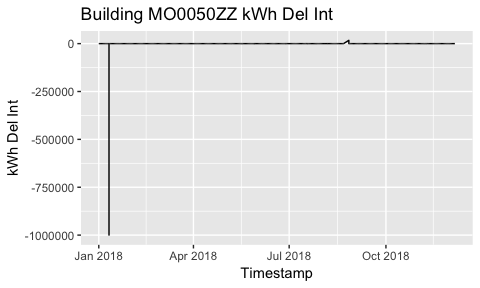 Building MO0050ZZ kWh Del Int
0
-250000
-500000
-750000
-1000000
kWh Del Int
Jan 2018 Apr 2018 Jul 2018 Oct 2018
Timestamp